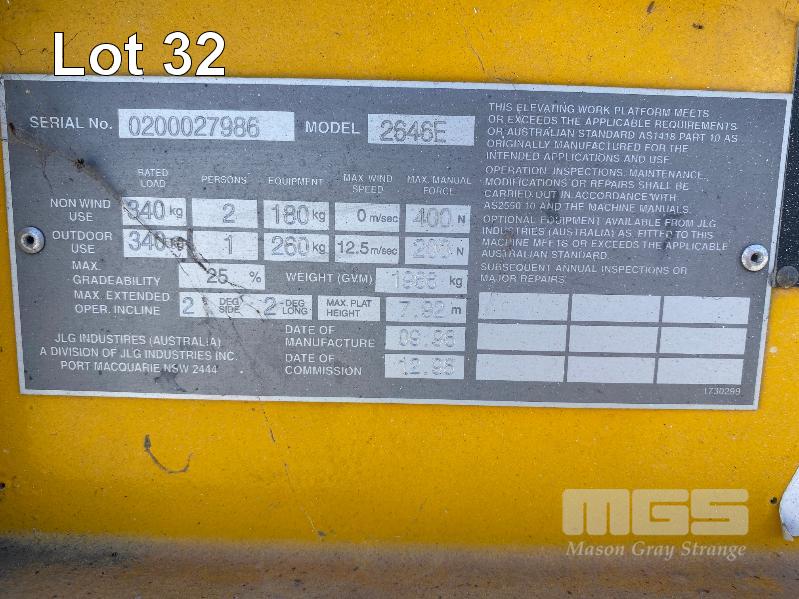 Lot 32
SERIAL No. 0200027986 MODEL 2646E
RATED LOAD PERSONS EQUIPMENT MAX. WIND SPEED MAX. MANUAL FORCE
NON WIND USE 340 kg 2 180 kg 0 m/sec 400 N
OUTDOOR USE 340 kg 1 260 kg 12.5 m/sec 200 N
MAX. GRADEABILITY 25 % WEIGHT (GVM) kg
MAX. EXTENDED OPER. INCLINE 2 DEG SIDE 2 DEG LONG MAX. PLAT HEIGHT 7.92 m
JLG INDUSTIRES (AUSTRALIA)
A DIVISION OF JLG INDUSTRIES INC.
PORT MACQUARIE NSW 2444
DATE OF MANUFACTURE
DATE OF COMMISSION
THIS ELEVATING WORK PLATFORM MEETS
OR EXCEEDS THE APPLICABLE REQUIREMENTS
OR AUSTRALIAN STANDARD AS1418 PART 10 AS
ORIGINALLY MANUFACTURED FOR THE
INTENDED APPLICATIONS AND USE.
OPERATION, INSPECTIONS, MAINTENANCE,
MODIFICATIONS OR REPAIRS SHALL BE
CARRIED OUT IN ACCORDANCE WITH
AS2550 10 AND THE MACHINE MANUALS.
OPTIONAL EQUIPMENT AVAILABLE FROM JLG
INDUSTRIES (AUSTRALIA) AS FITTED TO THIS
MACHINE MEETS OR EXCEEDS THE APPLICABLE
AUSTRALIAN STANDARD.
SUBSEQUENT ANNUAL INSPECTIONS OR
MAJOR REPAIRS
1730299
MGS
Mason Gray Strange